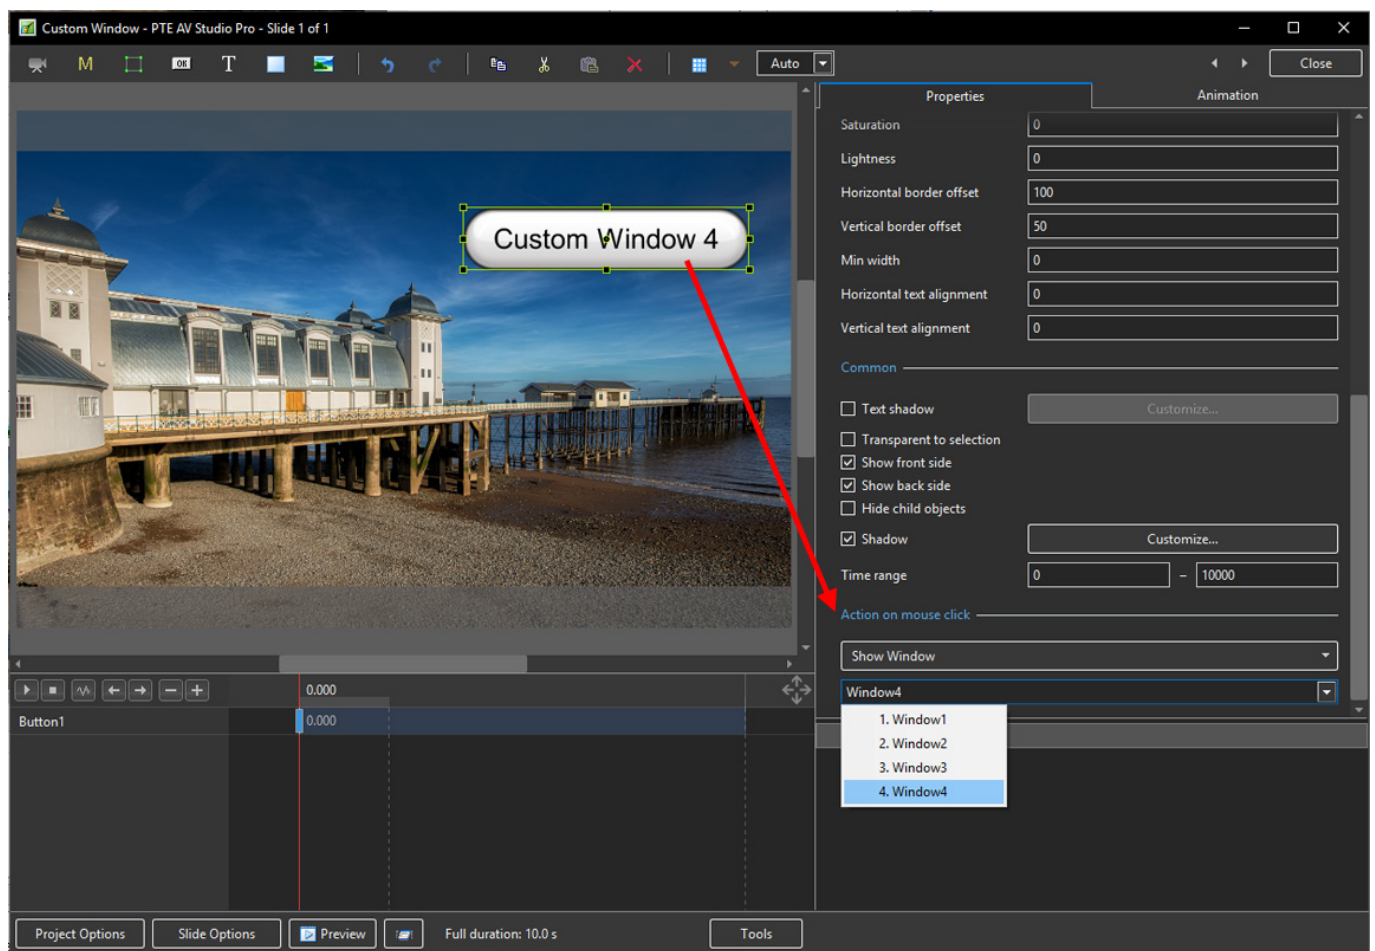 Custom Window - PTE AV Studio Pro - Slide 1 of 1
M OK T Auto Close
Properties Animation
Saturation 0
Lightness 0
Horizontal border offset 100
Vertical border offset 50
Min width 0
Horizontal text alignment 0
Vertical text alignment 0
Common
Text shadow Customize...
Transparent to selection
Show front side
Show back side
Hide child objects
Shadow Customize...
Time range 0 – 10000
Action on mouse click
Show Window
Window4
1. Window1
2. Window2
3. Window3
4. Window4
Custom Window 4
0.000
Button1 0.000
Project Options Slide Options Preview Full duration: 10.0 s Tools